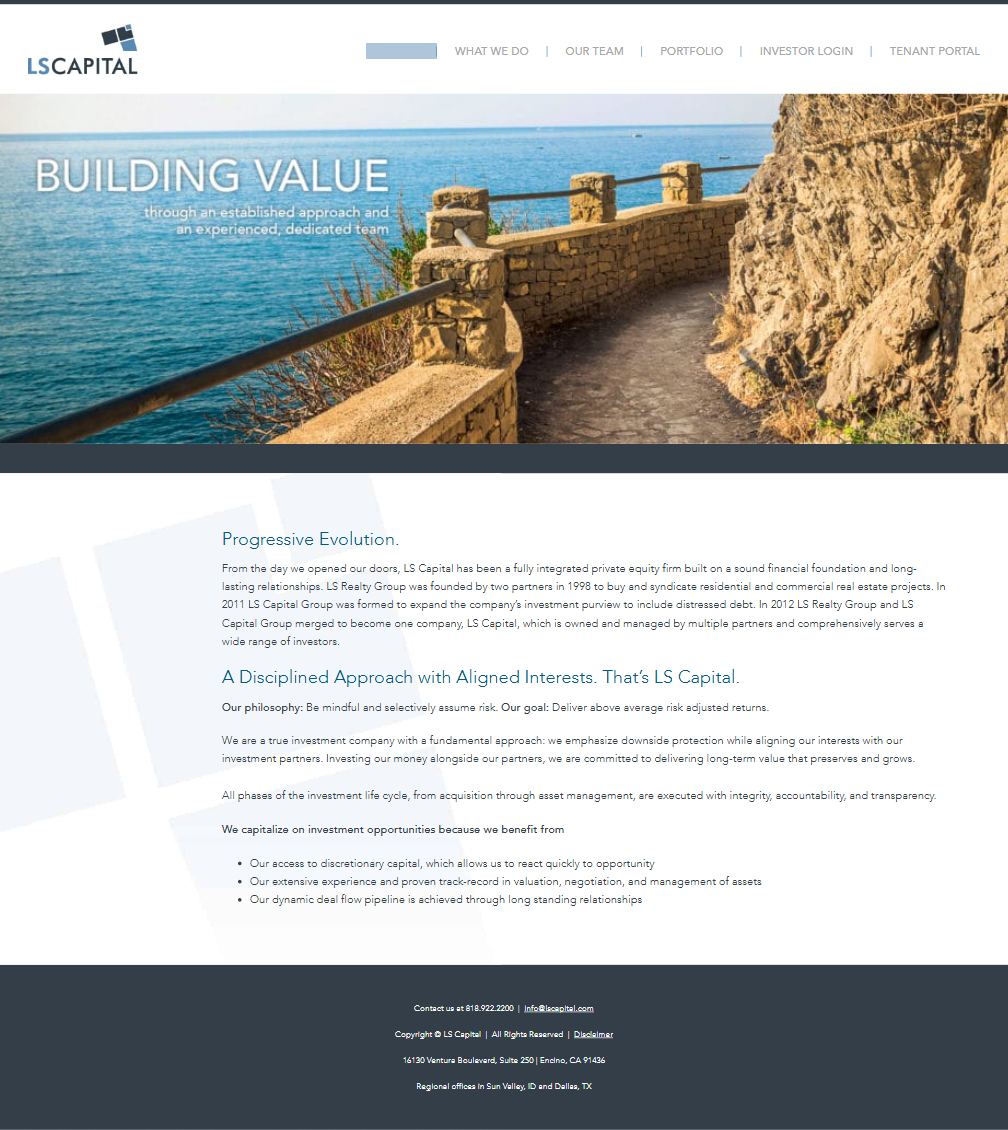 LSCAPITAL
WHAT WE DO | OUR TEAM | PORTFOLIO | INVESTOR LOGIN | TENANT PORTAL
BUILDING VALUE
through an established approach and
an experienced, dedicated team
Progressive Evolution.
From the day we opened our doors, LS Capital has been a fully integrated private equity firm built on a sound financial foundation and long-
lasting relationships. LS Realty Group was founded by two partners in 1998 to buy and syndicate residential and commercial real estate projects. In
2011 LS Capital Group was formed to expand the company's investment purview to include distressed debt. In 2012 LS Realty Group and LS
Capital Group merged to become one company, LS Capital, which is owned and managed by multiple partners and comprehensively serves a
wide range of investors.
A Disciplined Approach with Aligned Interests. That's LS Capital.
Our philosophy: Be mindful and selectively assume risk. Our goal: Deliver above average risk adjusted returns.
We are a true investment company with a fundamental approach: we emphasize downside protection while aligning our interests with our
investment partners. Investing our money alongside our partners, we are committed to delivering long-term value that preserves and grows.
All phases of the investment life cycle, from acquisition through asset management, are executed with integrity, accountability, and transparency.
We capitalize on investment opportunities because we benefit from
• Our access to discretionary capital, which allows us to react quickly to opportunity
• Our extensive experience and proven track-record in valuation, negotiation, and management of assets
• Our dynamic deal flow pipeline is achieved through long standing relationships
Contact us at 818.922.2200 | info@lscapital.com
Copyright © LS Capital | All Rights Reserved | Disclaimer
16130 Ventura Boulevard, Suite 250 | Encino, CA 91436
Regional offices in Sun Valley, ID and Dallas, TX